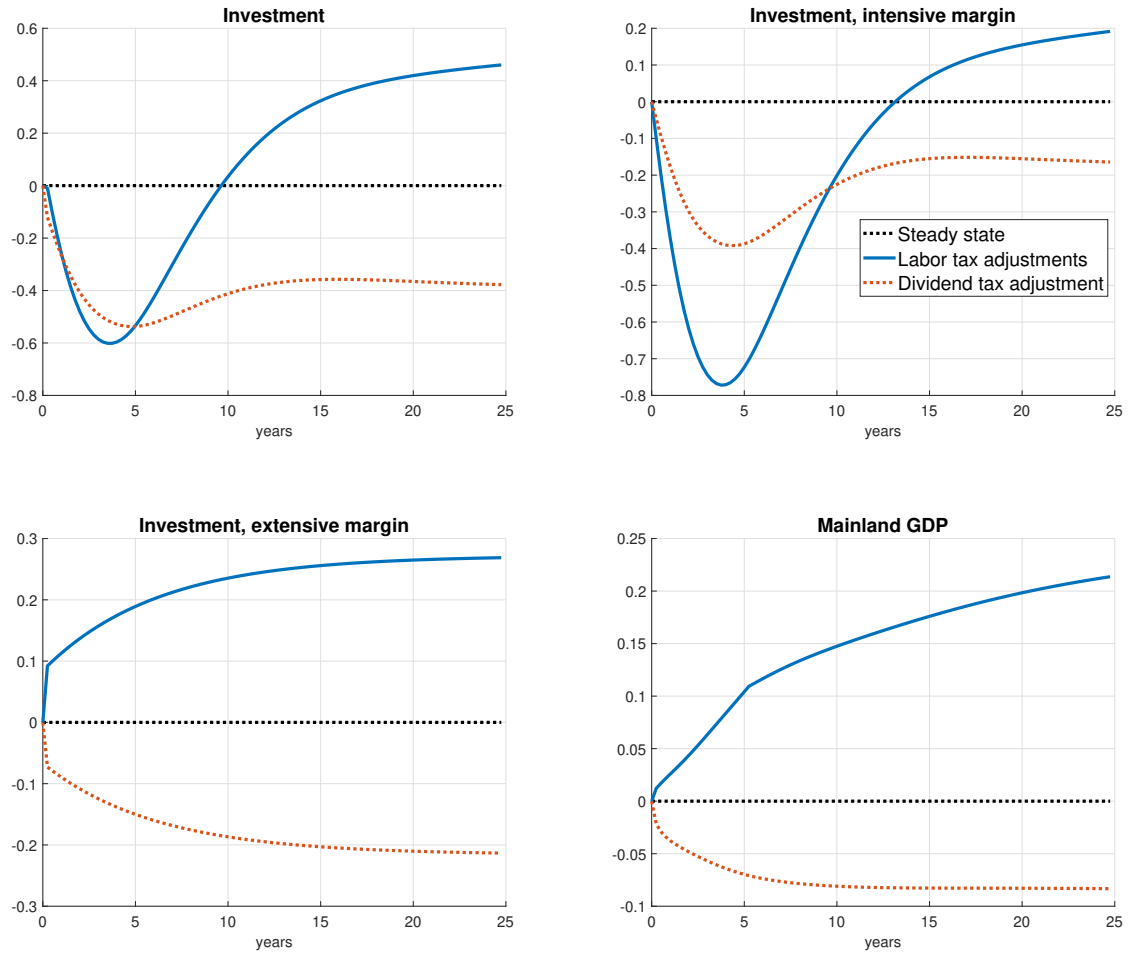 Investment
0.6
0.4
0.2
0
-0.2
-0.4
-0.6
-0.8
0 5 10 15 20 25
years
Investment, intensive margin
0.2
0.1
0
-0.1
-0.2
-0.3
-0.4
-0.5
-0.6
-0.7
-0.8
Steady state
Labor tax adjustments
Dividend tax adjustment
0 5 10 15 20 25
years
Investment, extensive margin
0.3
0.2
0.1
0
-0.1
-0.2
-0.3
0 5 10 15 20 25
years
Mainland GDP
0.25
0.2
0.15
0.1
0.05
0
-0.05
-0.1
0 5 10 15 20 25
years